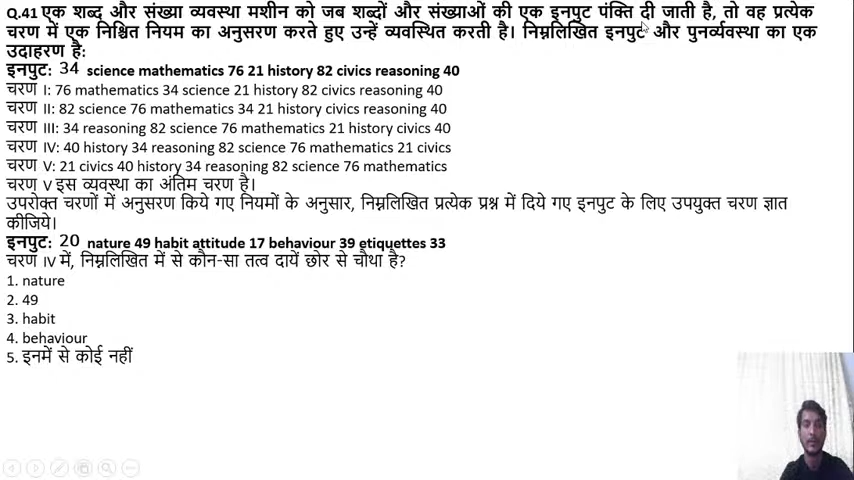 Q.41 एक शब्द और संख्या व्यवस्था मशीन को जब शब्दों और संख्याओं की एक इनपुट पंक्ति दी जाती है, तो वह प्रत्येक
चरण में एक निश्चित नियम का अनुसरण करते हुए उन्हें व्यवस्थित करती है। निम्नलिखित इनपुट और पुनर्व्यवस्था का एक
उदाहरण है:
इनपुट: 34 science mathematics 76 21 history 82 civics reasoning 40
चरण I: 76 mathematics 34 science 21 history 82 civics reasoning 40
चरण II: 82 science 76 mathematics 34 21 history civics reasoning 40
चरण III: 34 reasoning 82 science 76 mathematics 21 history civics 40
चरण IV: 40 history 34 reasoning 82 science 76 mathematics 21 civics
चरण V: 21 civics 40 history 34 reasoning 82 science 76 mathematics
चरण V इस व्यवस्था का अंतिम चरण है।
उपरोक्त चरणों में अनुसरण किये गए नियमों के अनुसार, निम्नलिखित प्रत्येक प्रश्न में दिये गए इनपुट के लिए उपयुक्त चरण ज्ञात
कीजिये।
इनपुट: 20 nature 49 habit attitude 17 behaviour 39 etiquettes 33
चरण IV में, निम्नलिखित में से कौन-सा तत्व दायें छोर से चौथा है?
1. nature
2. 49
3. habit
4. behaviour
5. इनमें से कोई नहीं